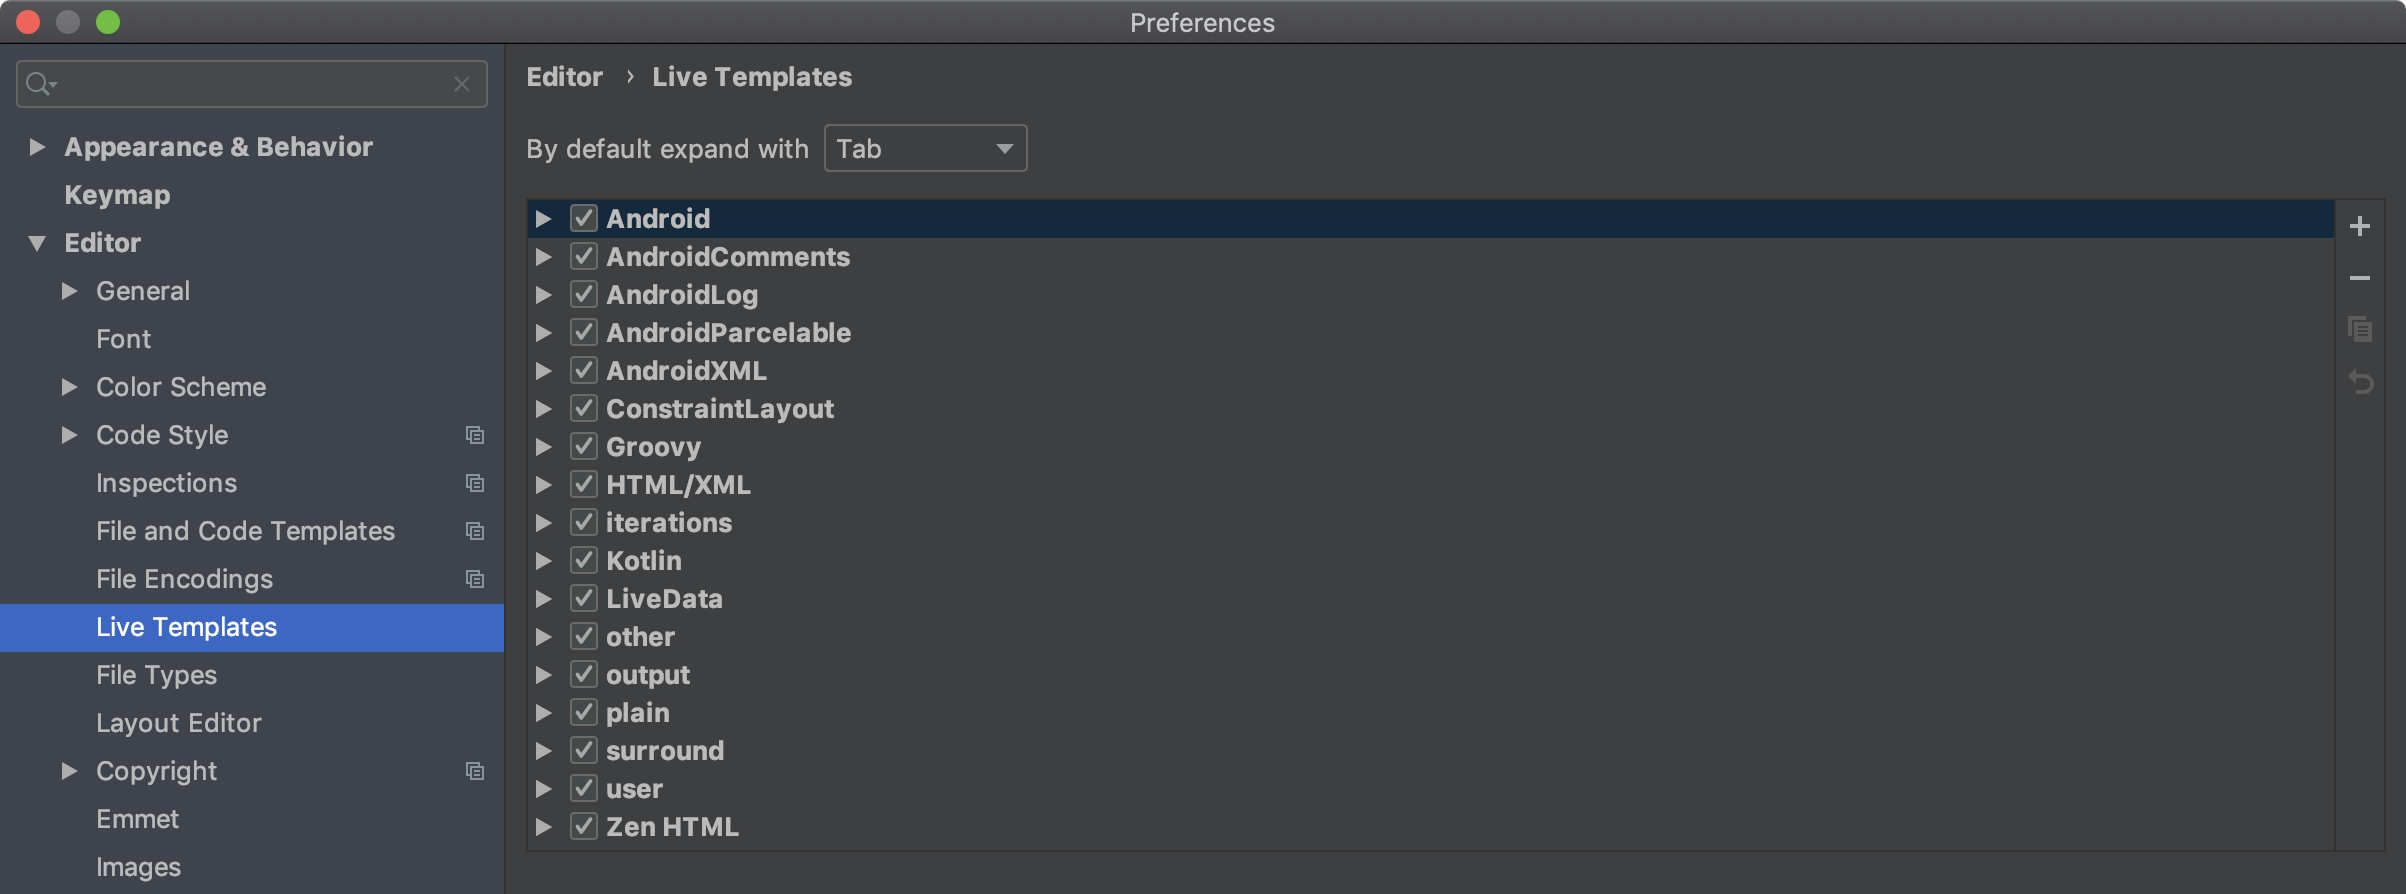 Preferences
Appearance & Behavior
Keymap
Editor
General
Font
Color Scheme
Code Style
Inspections
File and Code Templates
File Encodings
Live Templates
File Types
Layout Editor
Copyright
Emmet
Images
Editor › Live Templates
By default expand with Tab
Android
AndroidComments
AndroidLog
AndroidParcelable
AndroidXML
ConstraintLayout
Groovy
HTML/XML
iterations
Kotlin
LiveData
other
output
plain
surround
user
Zen HTML